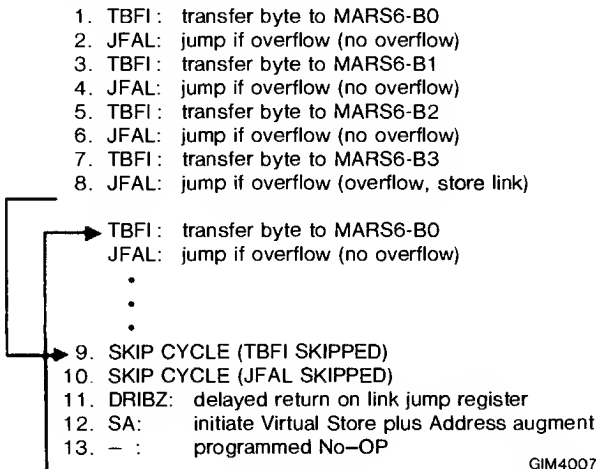 1. TBFI: transfer byte to MARS6-B0
2. JFAL: jump if overflow (no overflow)
3. TBFI: transfer byte to MARS6-B1
4. JFAL: jump if overflow (no overflow)
5. TBFI: transfer byte to MARS6-B2
6. JFAL: jump if overflow (no overflow)
7. TBFI: transfer byte to MARS6-B3
8. JFAL: jump if overflow (overflow, store link)
TBFI: transfer byte to MARS6-B0
JFAL: jump if overflow (no overflow)
•
•
•
9. SKIP CYCLE (TBFI SKIPPED)
10. SKIP CYCLE (JFAL SKIPPED)
11. DRIBZ: delayed return on link jump register
12. SA: initiate Virtual Store plus Address augment
13. – : programmed No–OP
GIM4007